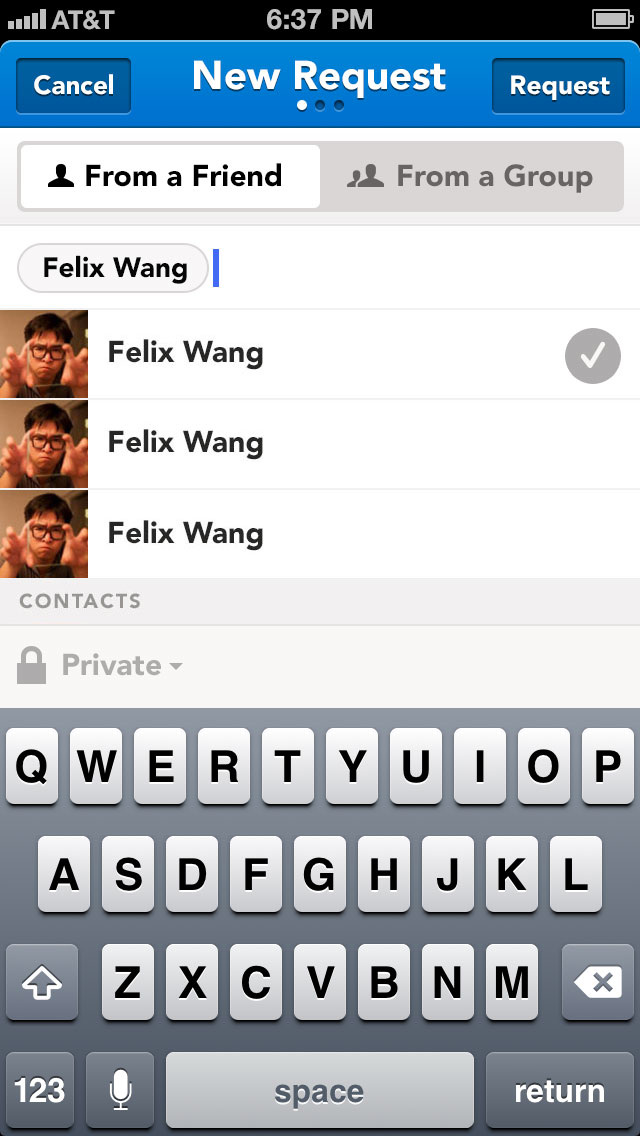 AT&T 6:37 PM
Cancel New Request Request
From a Friend From a Group
Felix Wang
Felix Wang
Felix Wang
Felix Wang
CONTACTS
Private
Q W E R T Y U I O P
A S D F G H J K L
Z X C V B N M
123 space return